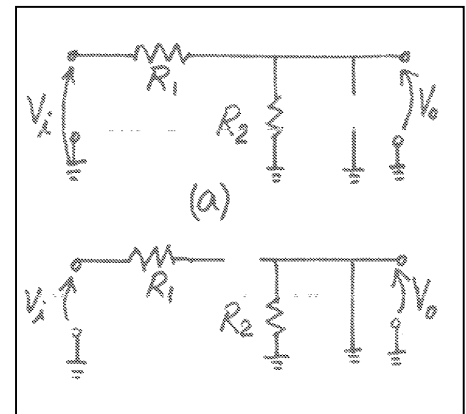 R₁
Vᵢ R₂ Vₒ
(a)
R₁
Vᵢ R₂ Vₒ